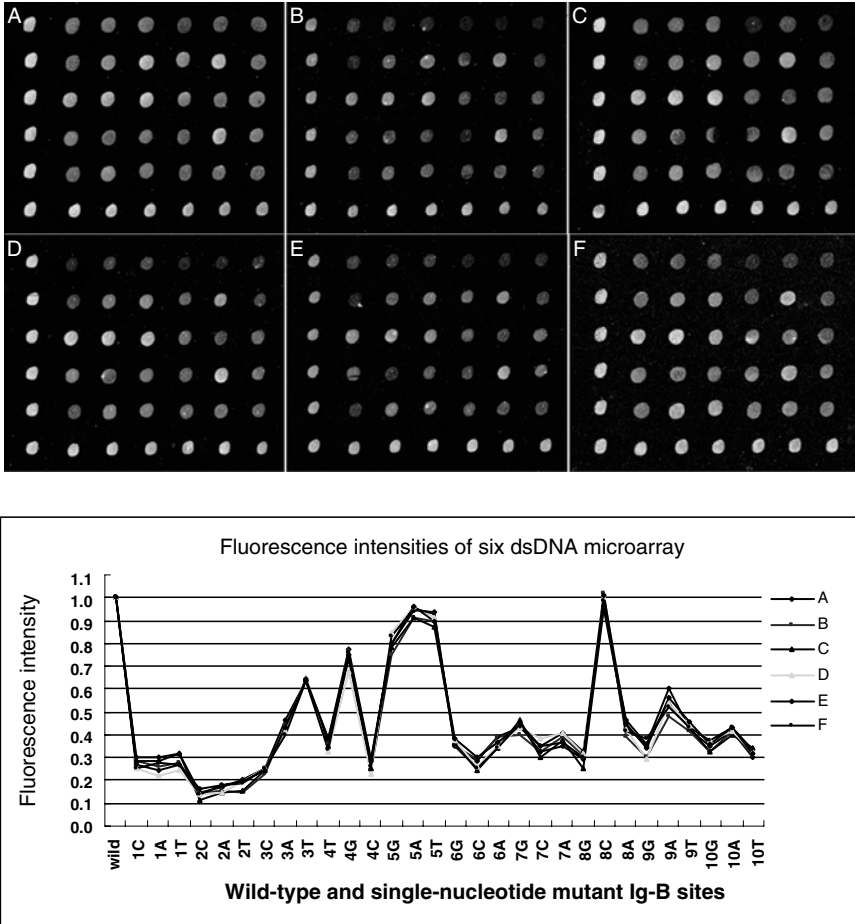 A
B
C
D
E
F
Fluorescence intensities of six dsDNA microarray
Fluorescence intensity
1.1
1.0
0.9
0.8
0.7
0.6
0.5
0.4
0.3
0.2
0.1
0.0
wild 1C 1A 1T 2C 2A 2T 3C 3A 3T 4T 4G 4C 5G 5A 5T 6G 6C 6A 7G 7C 7A 8G 8C 8A 9G 9A 9T 10G 10A 10T
A
B
C
D
E
F
Wild-type and single-nucleotide mutant Ig-B sites